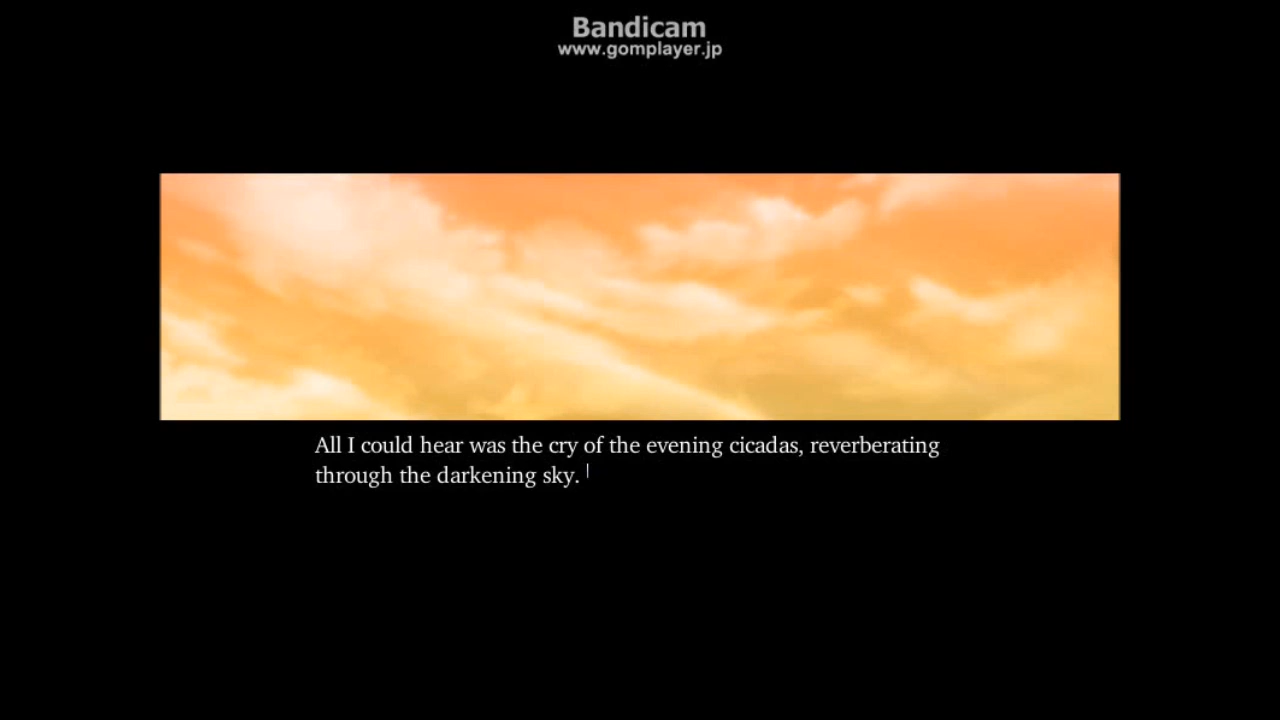 Bandicam
www.gomplayer.jp
All I could hear was the cry of the evening cicadas, reverberating
through the darkening sky.